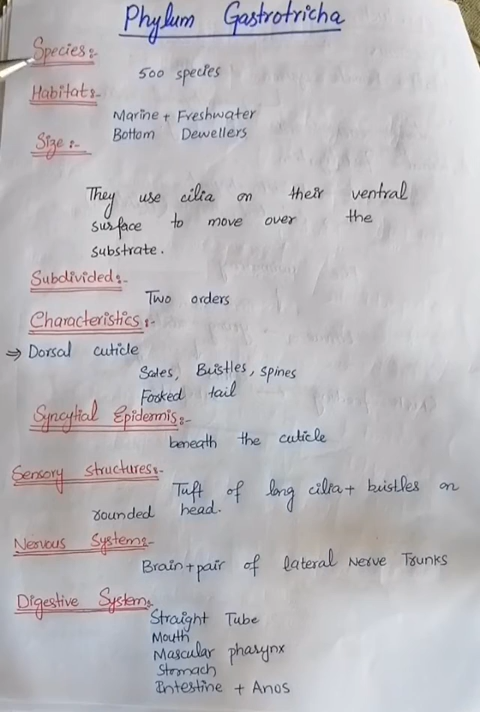 Phylum Gastrotricha
Species:-
500 species
Habitat:-
Marine + Freshwater
Bottom Dewellers
Size:-
They use cilia on their ventral
surface to move over the
substrate.
Subdivided:-
Two orders
Characteristics:-
⇒ Dorsal cuticle
Sales, Bustles, spines
Forked tail
Syncytial Epidermis:-
beneath the cuticle
Sensory structures:-
Tuft of long cilia + bristles on
rounded head.
Nervous System:-
Brain + pair of lateral Nerve Trunks
Digestive System:-
Straight Tube
Mouth
Mascular pharynx
Stomach
Intestine + Anos